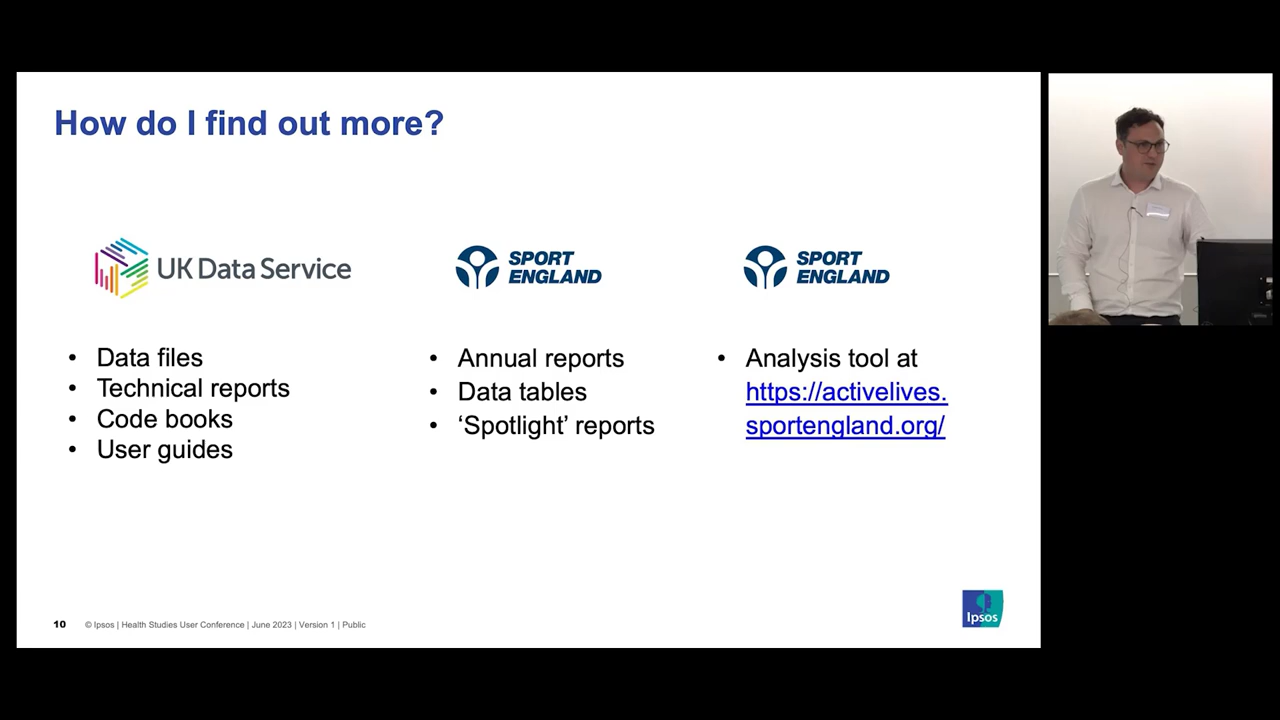 How do I find out more?
UK Data Service
• Data files
• Technical reports
• Code books
• User guides
SPORT
ENGLAND
• Annual reports
• Data tables
• ‘Spotlight’ reports
SPORT
ENGLAND
• Analysis tool at
https://activelives.
sportengland.org/
10 © Ipsos | Health Studies User Conference | June 2023 | Version 1 | Public
Ipsos